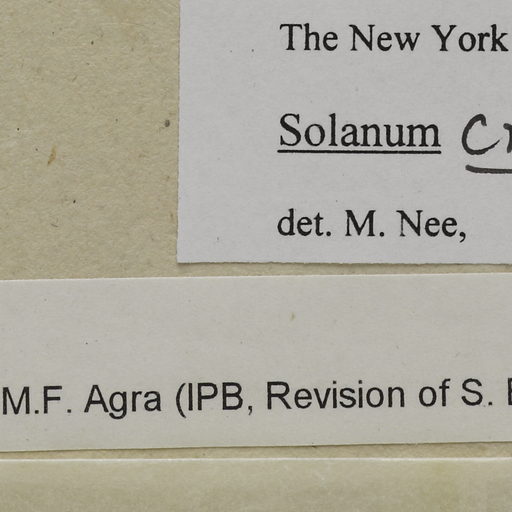 The New York
Solanum
det. M. Nee,
M.F. Agra (IPB, Revision of S.